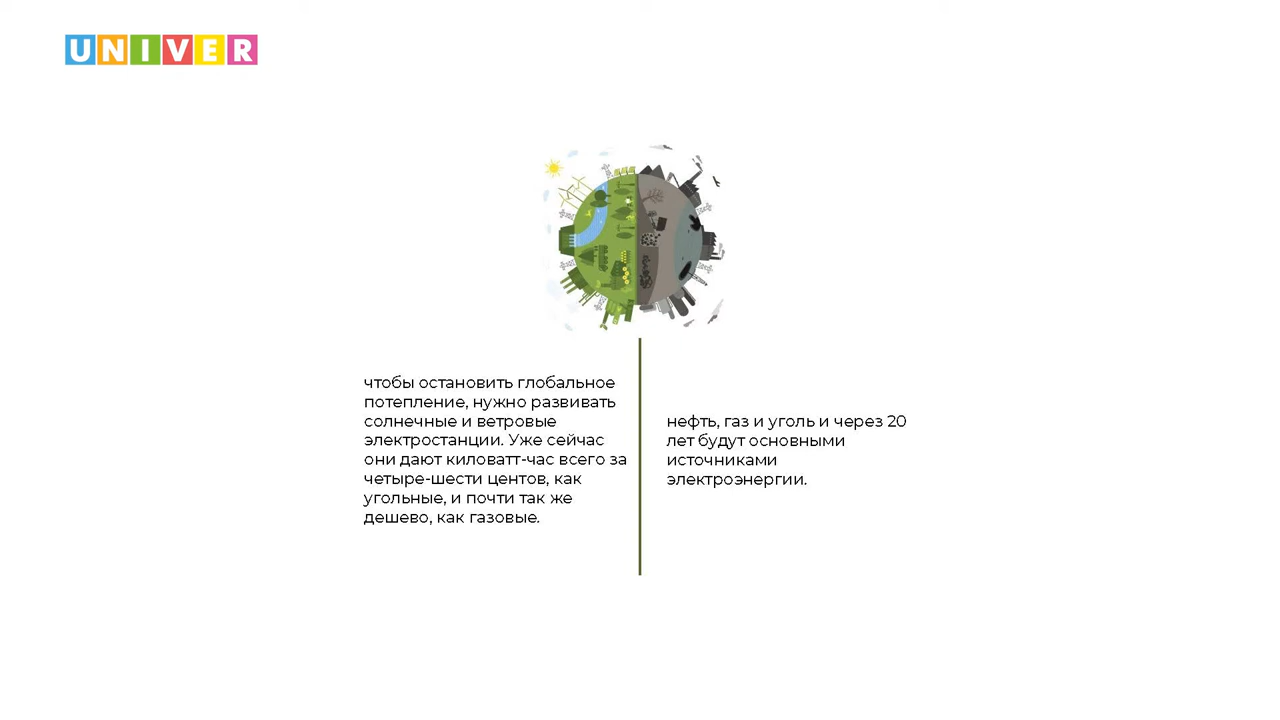 UNIVER
чтобы остановить глобальное
потепление, нужно развивать
солнечные и ветровые
электростанции. Уже сейчас
они дают киловатт-час всего за
четыре-шести центов, как
угольные, и почти так же
дешево, как газовые.
нефть, газ и уголь и через 20
лет будут основными
источниками
электроэнергии.